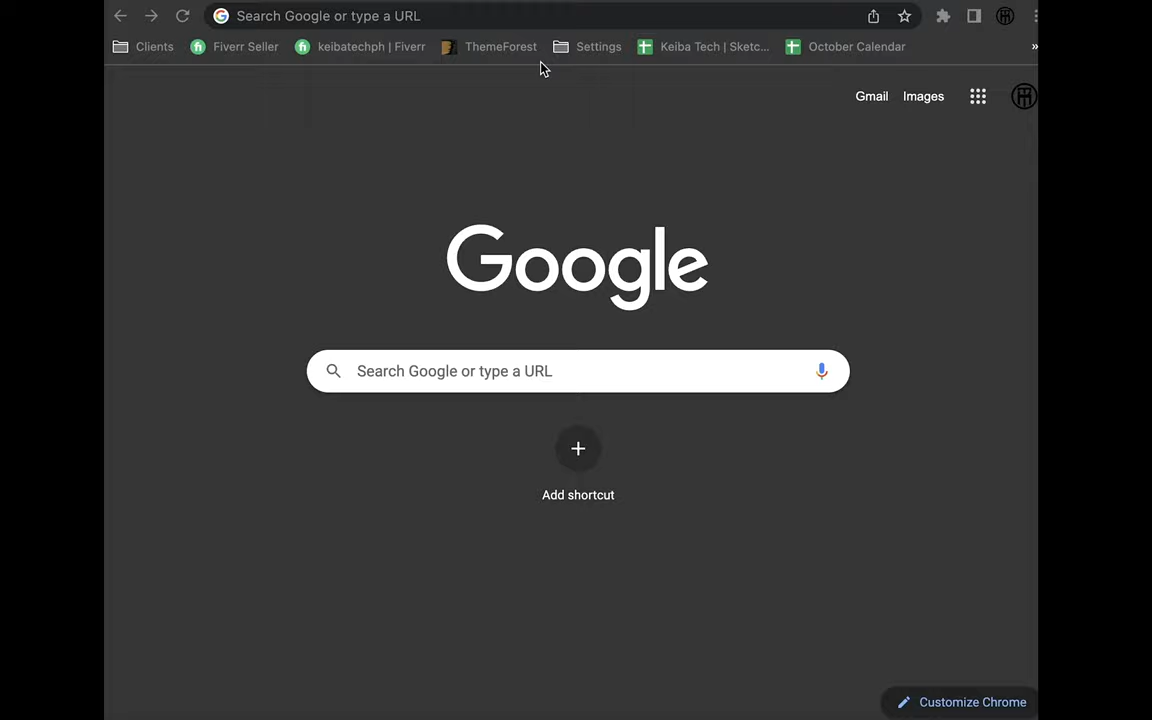 Search Google or type a URL
Clients Fiverr Seller keibatechph | Fiverr ThemeForest Settings Keiba Tech | Sketc... October Calendar »
Gmail Images
Google
Search Google or type a URL
Add shortcut
Customize Chrome